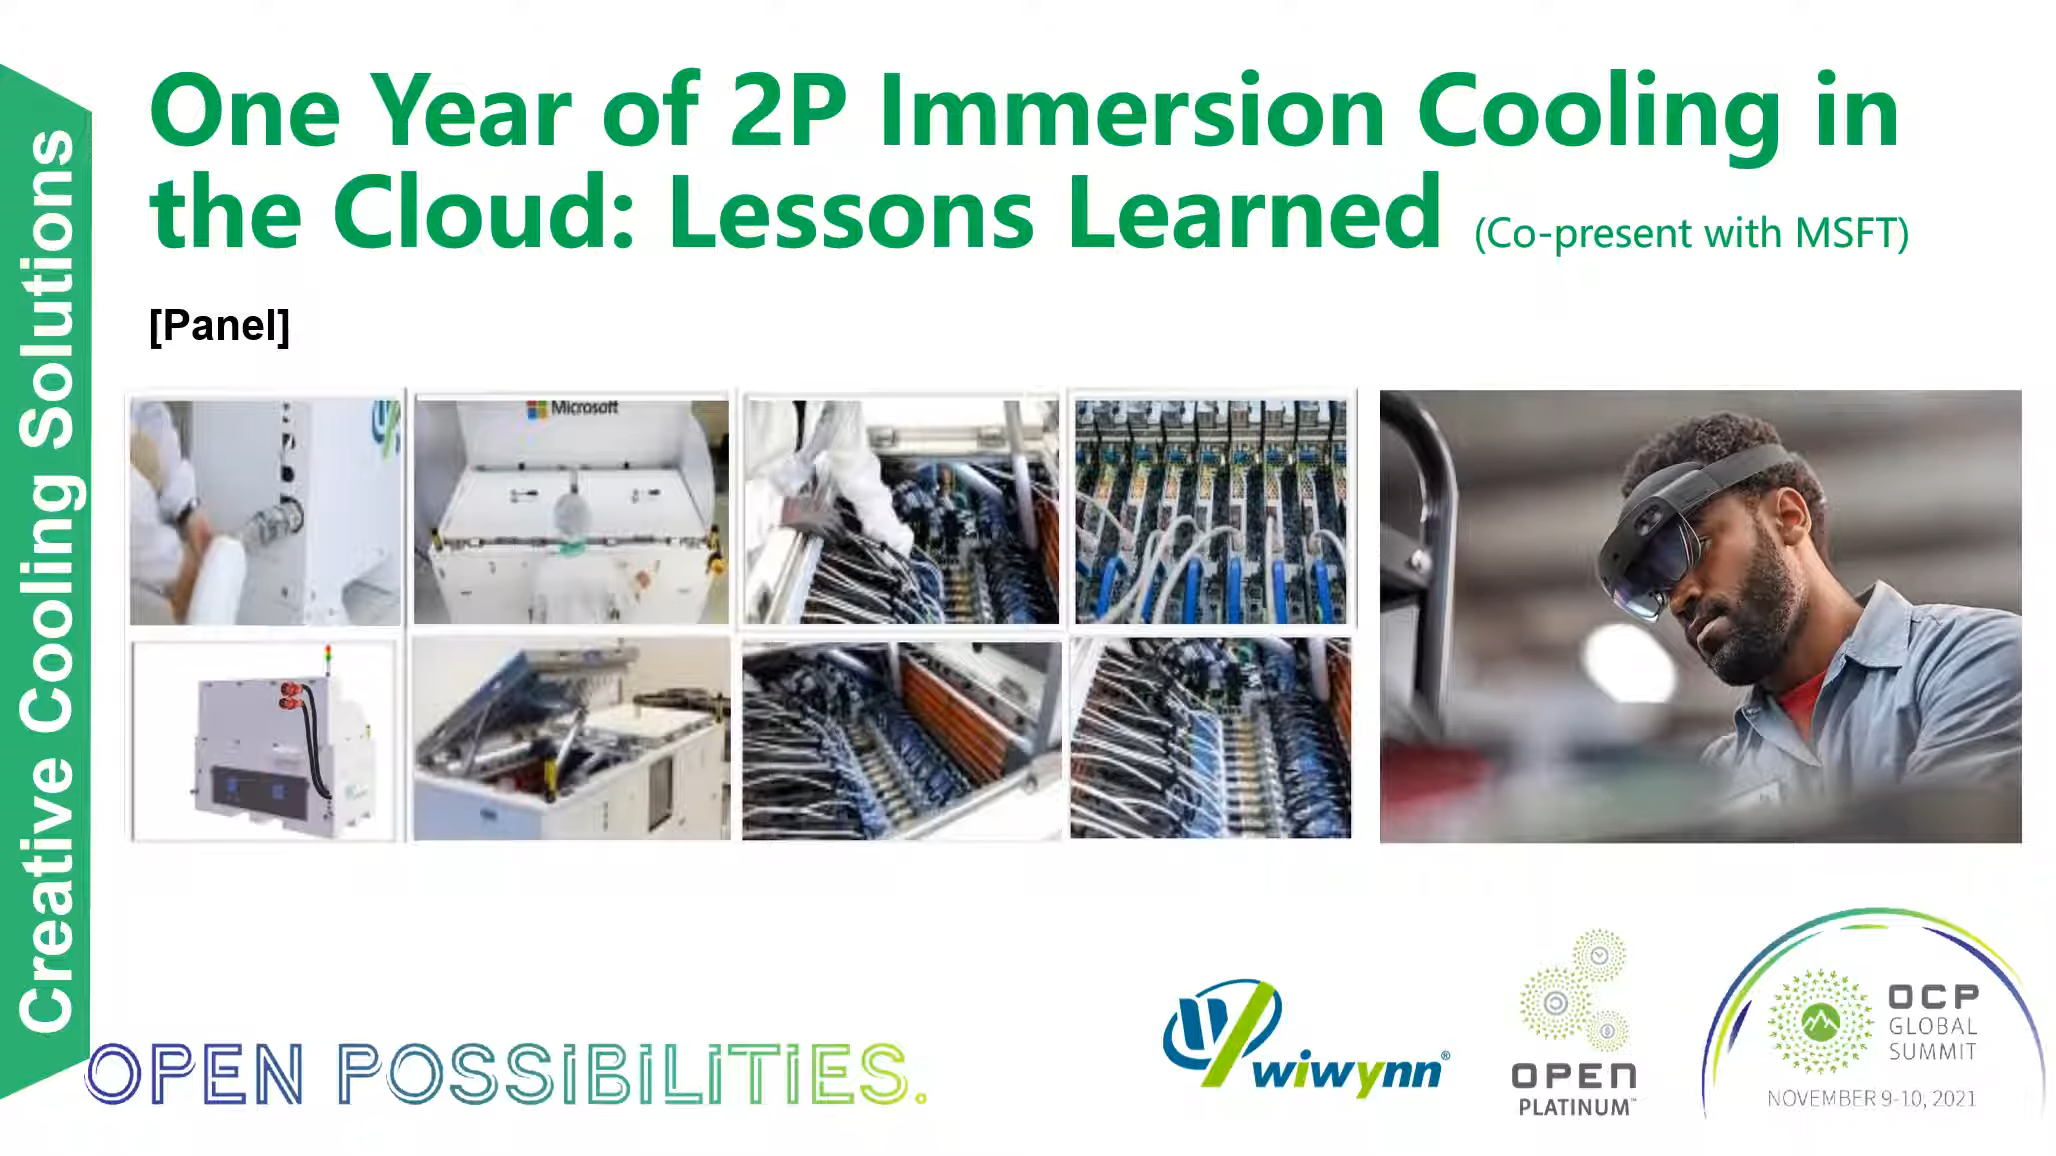 Creative Cooling Solutions
One Year of 2P Immersion Cooling in
the Cloud: Lessons Learned (Co-present with MSFT)
[Panel]
Microsoft
OPEN POSSIBILITIES.
wiwynn®
OPEN
PLATINUM™
OCP
GLOBAL
SUMMIT
NOVEMBER 9-10, 2021